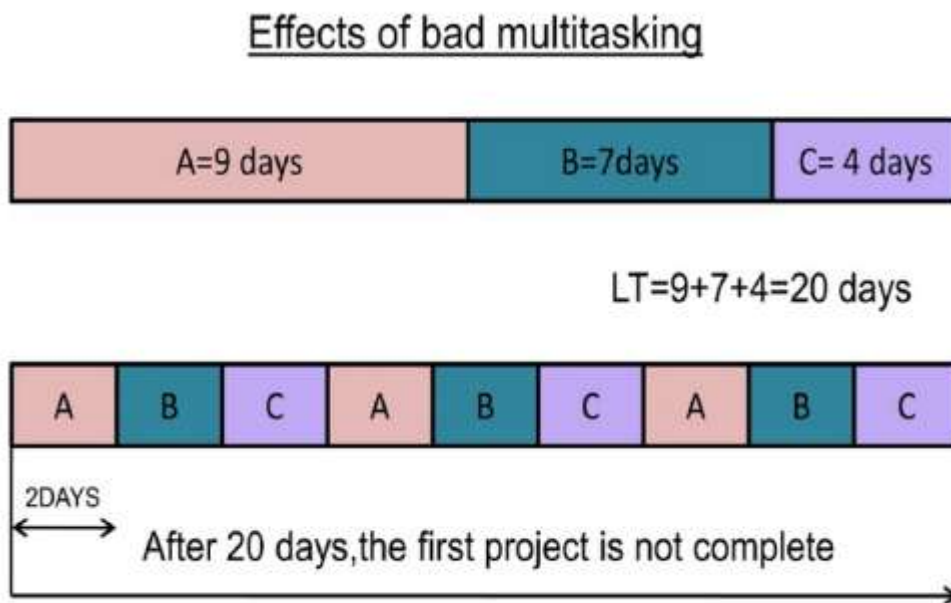 Effects of bad multitasking
A=9 days B=7days C= 4 days
LT=9+7+4=20 days
A B C A B C A B C
2DAYS
After 20 days,the first project is not complete